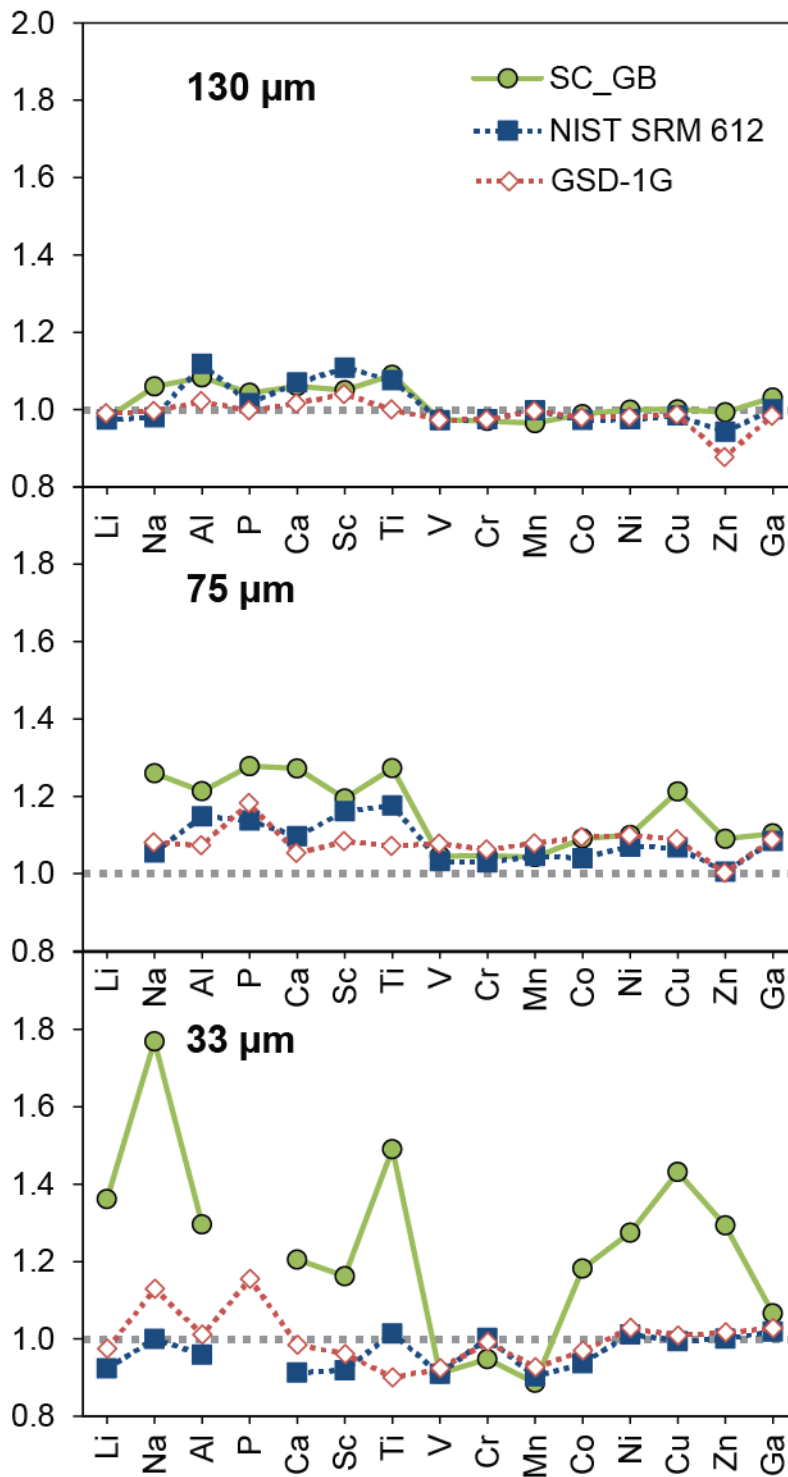 2.0
130 µm
SC_GB
1.8
NIST SRM 612
1.6
GSD-1G
1.4
1.2
1.0
0.8
Li Na Al P Ca Sc Ti V Cr Mn Co Ni Cu Zn Ga
1.8
75 µm
1.6
1.4
1.2
1.0
0.8
Li Na Al P Ca Sc Ti V Cr Mn Co Ni Cu Zn Ga
1.8
33 µm
1.6
1.4
1.2
1.0
0.8
Li Na Al P Ca Sc Ti V Cr Mn Co Ni Cu Zn Ga